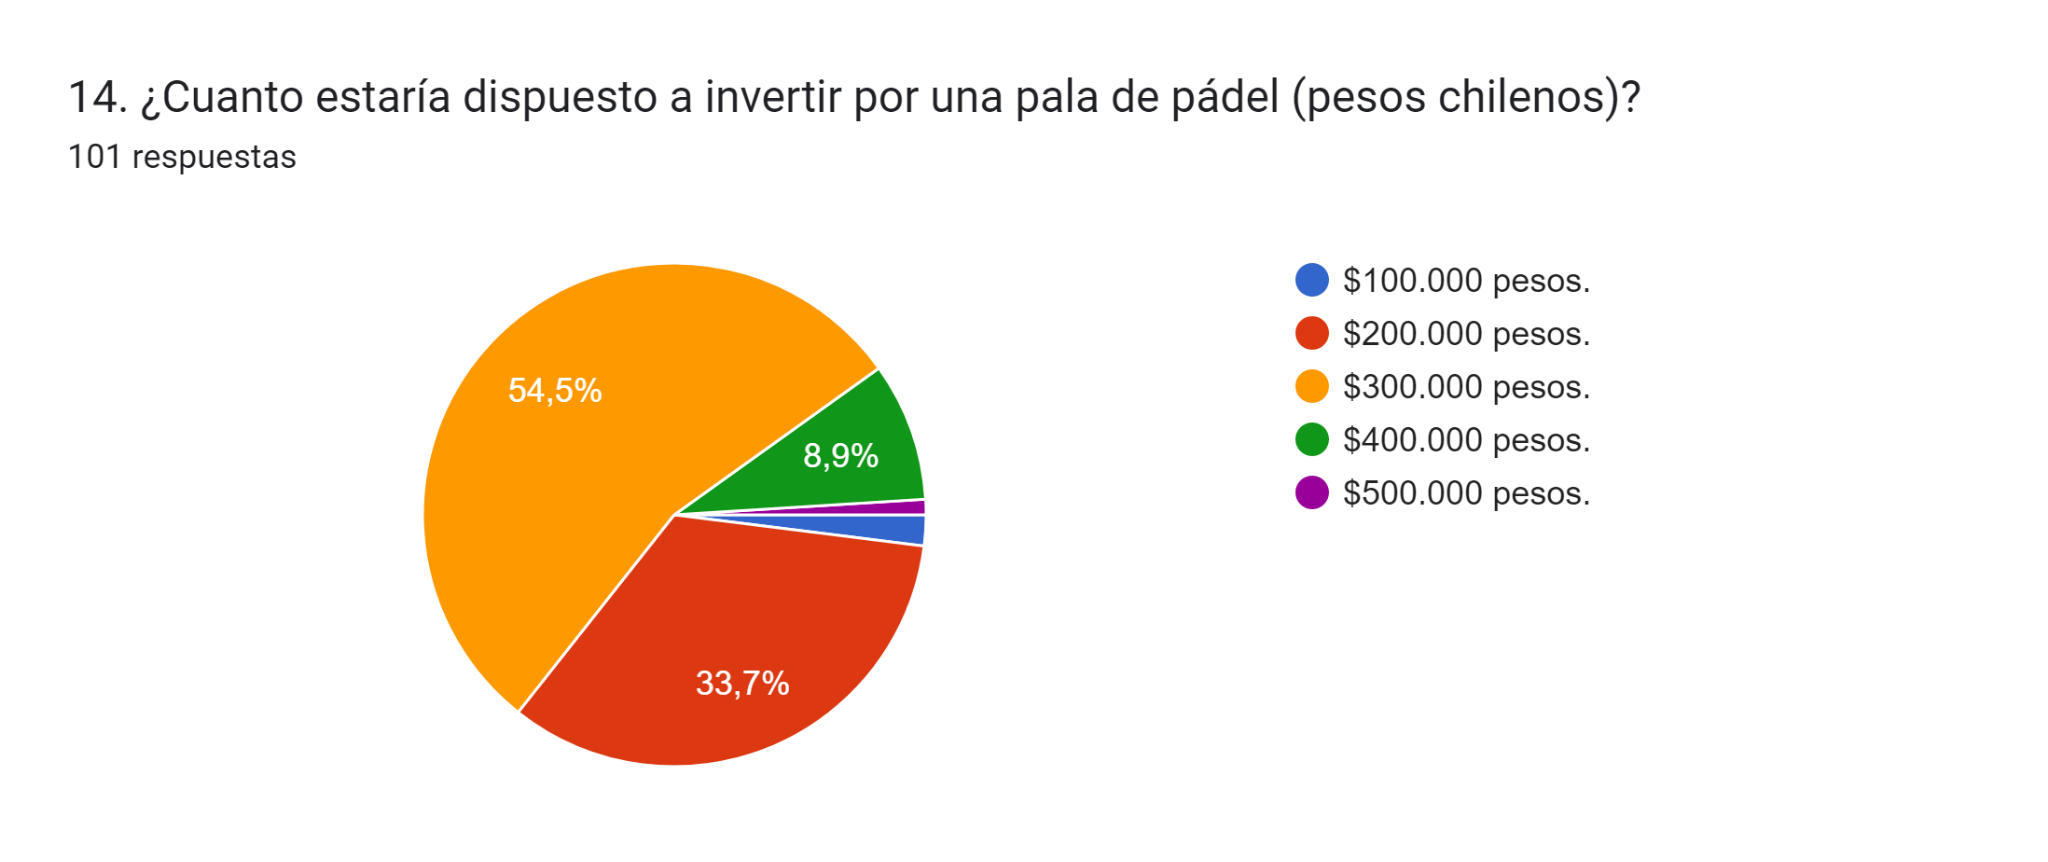 14. ¿Cuanto estaría dispuesto a invertir por una pala de pádel (pesos chilenos)?
101 respuestas
54,5%
8,9%
33,7%
$100.000 pesos.
$200.000 pesos.
$300.000 pesos.
$400.000 pesos.
$500.000 pesos.